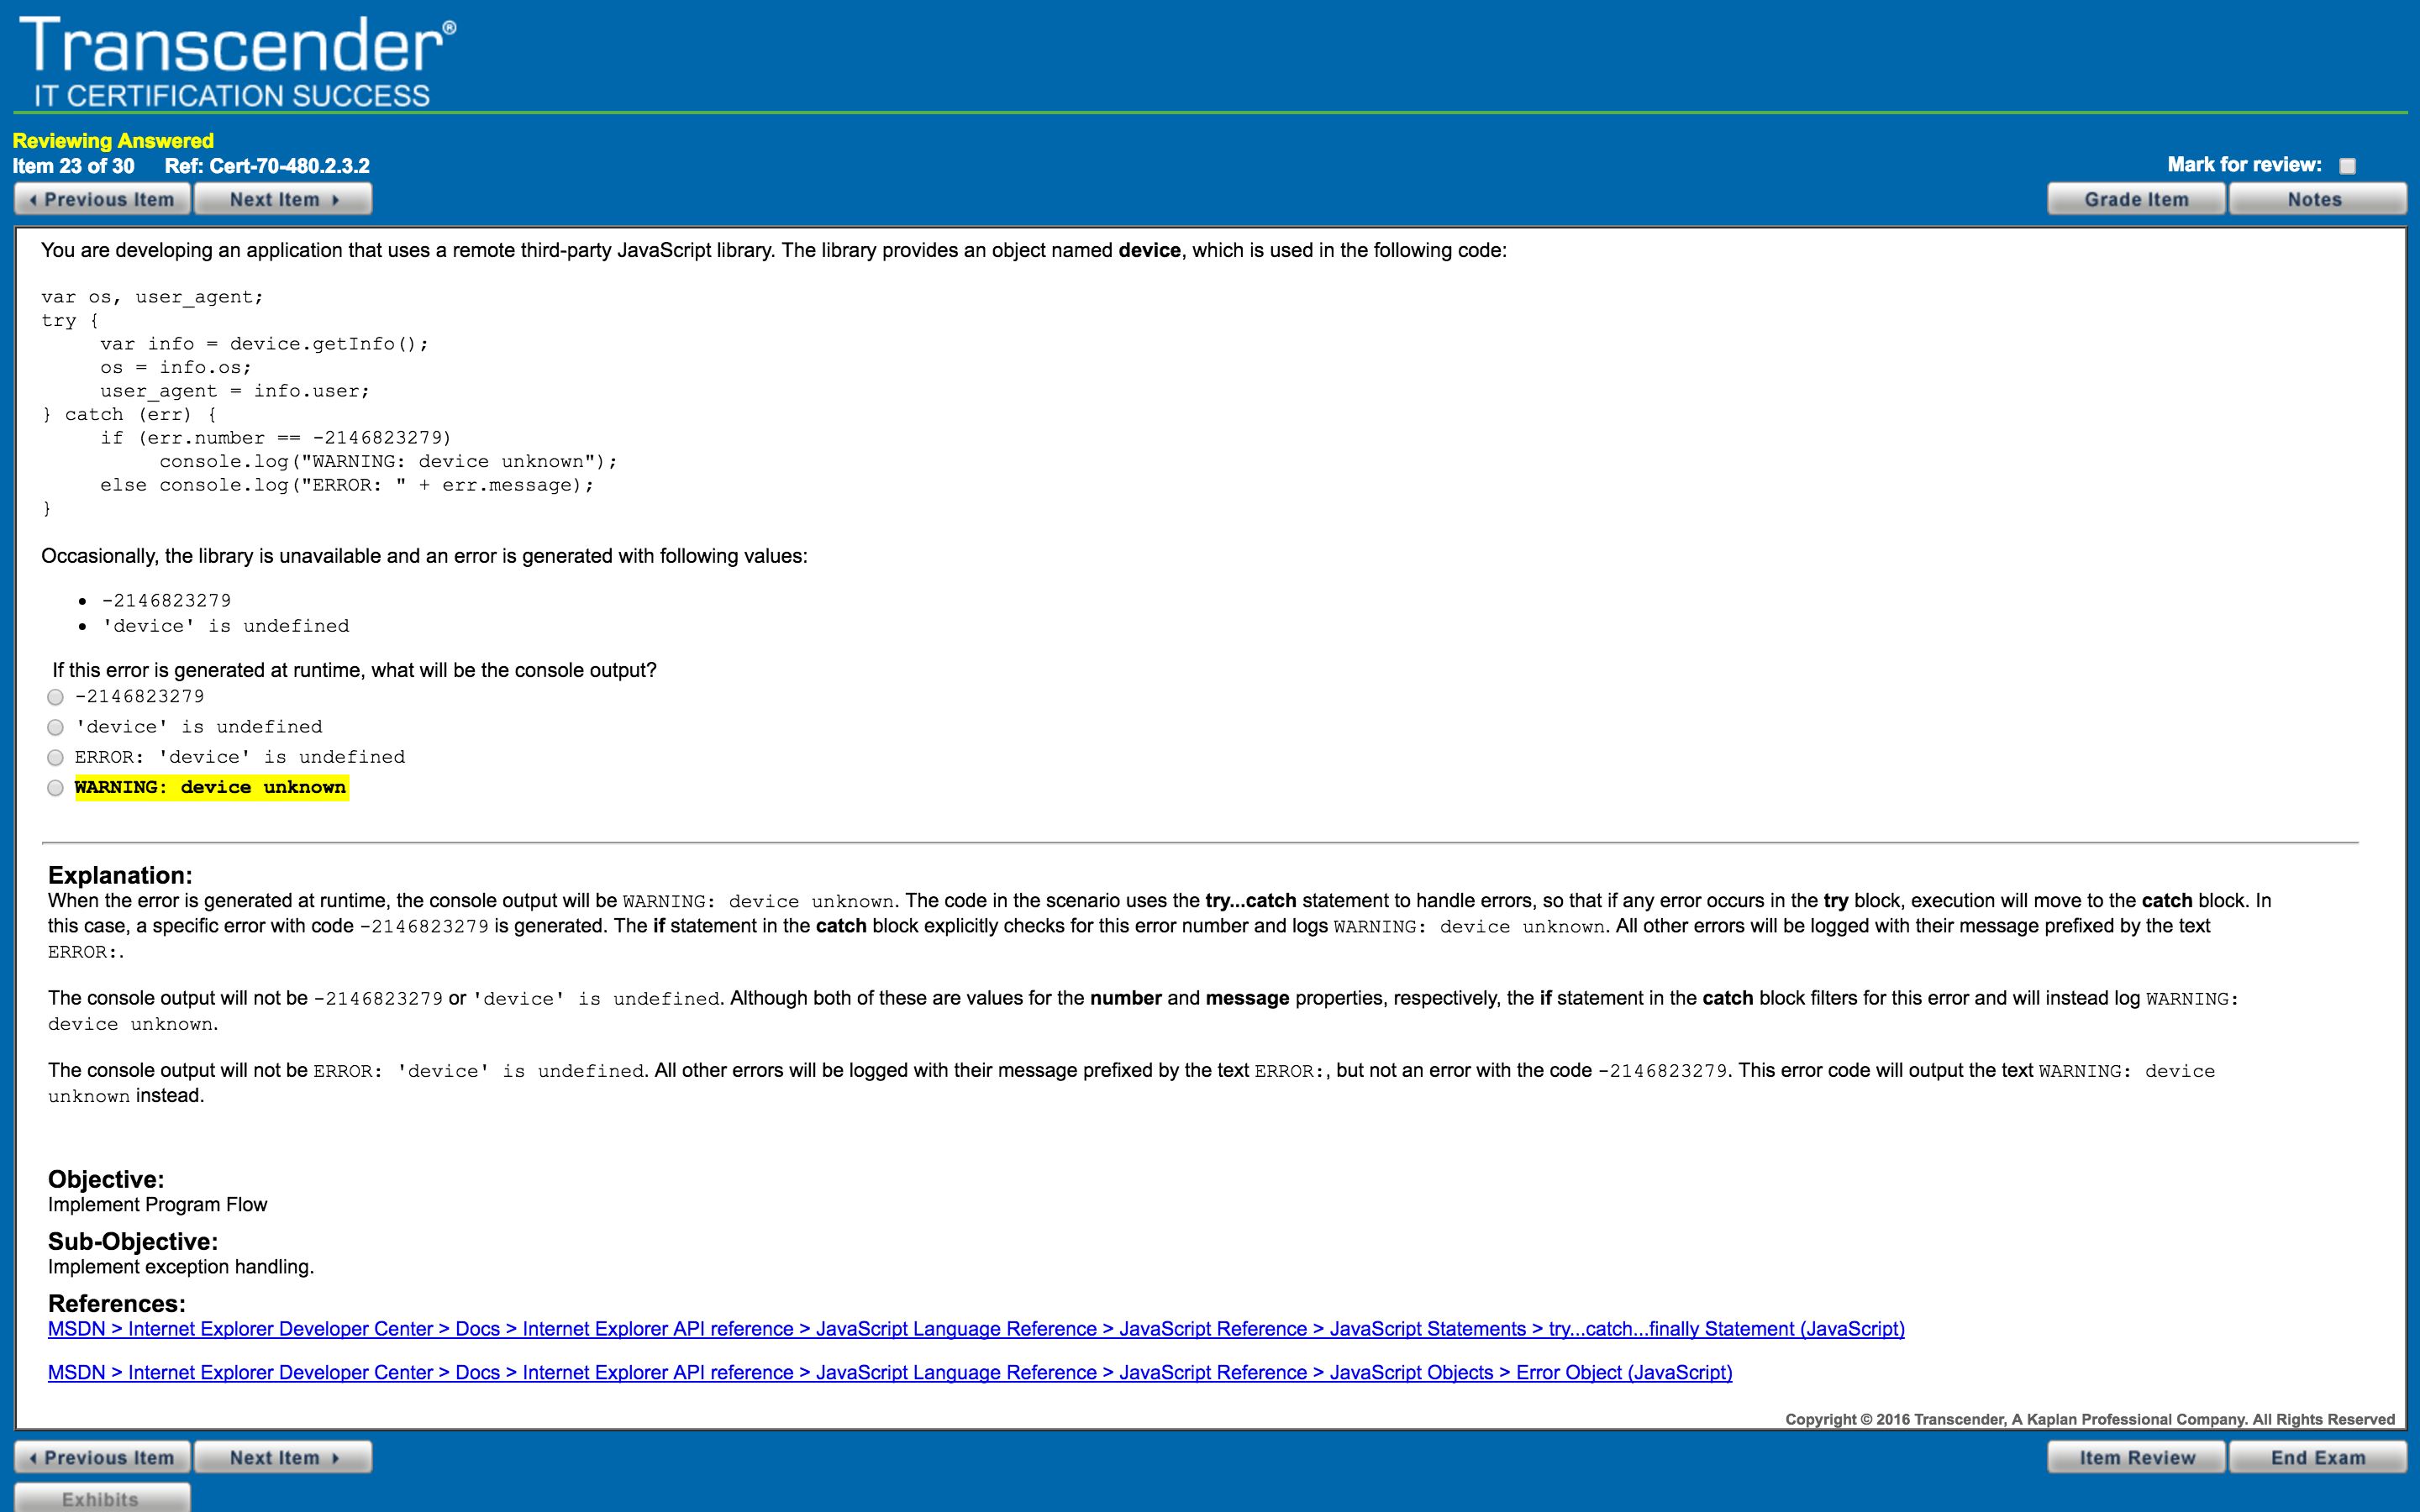 Transcender®
IT CERTIFICATION SUCCESS
Reviewing Answered
Item 23 of 30 Ref: Cert-70-480.2.3.2
Mark for review:
Previous Item Next Item Grade Item Notes
You are developing an application that uses a remote third-party JavaScript library. The library provides an object named device, which is used in the following code:
var os, user_agent;
try {
var info = device.getInfo();
os = info.os;
user_agent = info.user;
} catch (err) {
if (err.number == -2146823279)
console.log("WARNING: device unknown");
else console.log("ERROR: " + err.message);
}
Occasionally, the library is unavailable and an error is generated with following values:
• -2146823279
• 'device' is undefined
If this error is generated at runtime, what will be the console output?
-2146823279
'device' is undefined
ERROR: 'device' is undefined
WARNING: device unknown
Explanation:
When the error is generated at runtime, the console output will be WARNING: device unknown. The code in the scenario uses the try...catch statement to handle errors, so that if any error occurs in the try block, execution will move to the catch block. In
this case, a specific error with code -2146823279 is generated. The if statement in the catch block explicitly checks for this error number and logs WARNING: device unknown. All other errors will be logged with their message prefixed by the text
ERROR:.
The console output will not be -2146823279 or 'device' is undefined. Although both of these are values for the number and message properties, respectively, the if statement in the catch block filters for this error and will instead log WARNING:
device unknown.
The console output will not be ERROR: 'device' is undefined. All other errors will be logged with their message prefixed by the text ERROR:, but not an error with the code -2146823279. This error code will output the text WARNING: device
unknown instead.
Objective:
Implement Program Flow
Sub-Objective:
Implement exception handling.
References:
MSDN > Internet Explorer Developer Center > Docs > Internet Explorer API reference > JavaScript Language Reference > JavaScript Reference > JavaScript Statements > try...catch...finally Statement (JavaScript)
MSDN > Internet Explorer Developer Center > Docs > Internet Explorer API reference > JavaScript Language Reference > JavaScript Reference > JavaScript Objects > Error Object (JavaScript)
Copyright © 2016 Transcender, A Kaplan Professional Company. All Rights Reserved
Previous Item Next Item Item Review End Exam
Exhibits